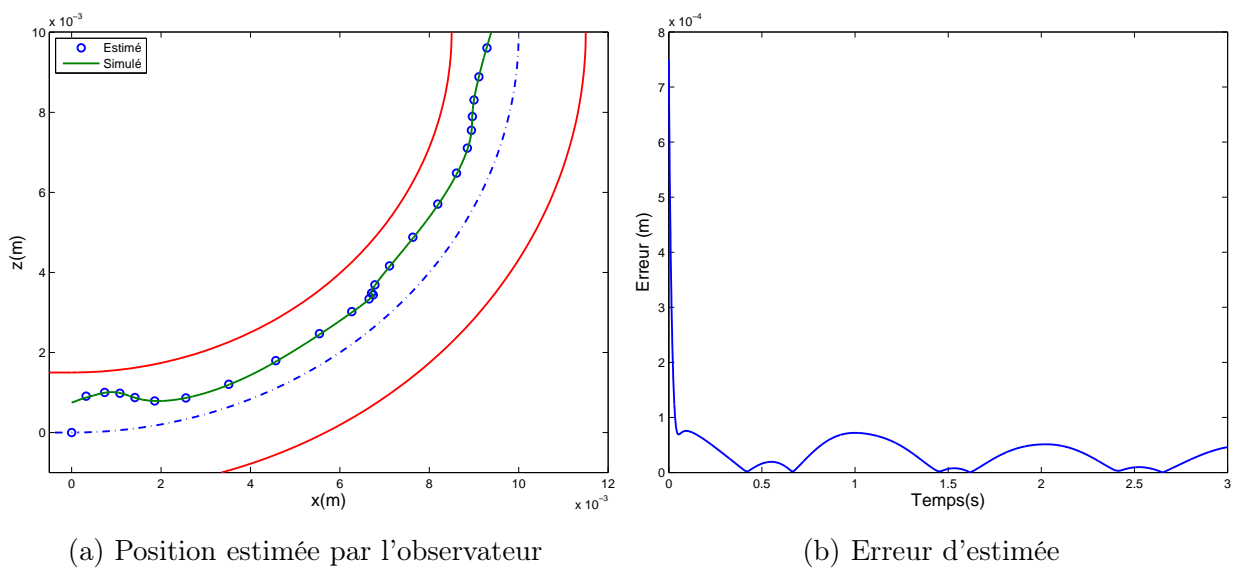 x 10⁻³
10
8
6
4
2
0
z(m)
Estimé
Simulé
0
2
4
6
8
10
12
x 10⁻³
x(m)
(a) Position estimée par l'observateur
x 10⁻⁴
8
7
6
5
4
3
2
1
0
Erreur (m)
0
0.5
1
1.5
2
2.5
3
Temps(s)
(b) Erreur d'estimée